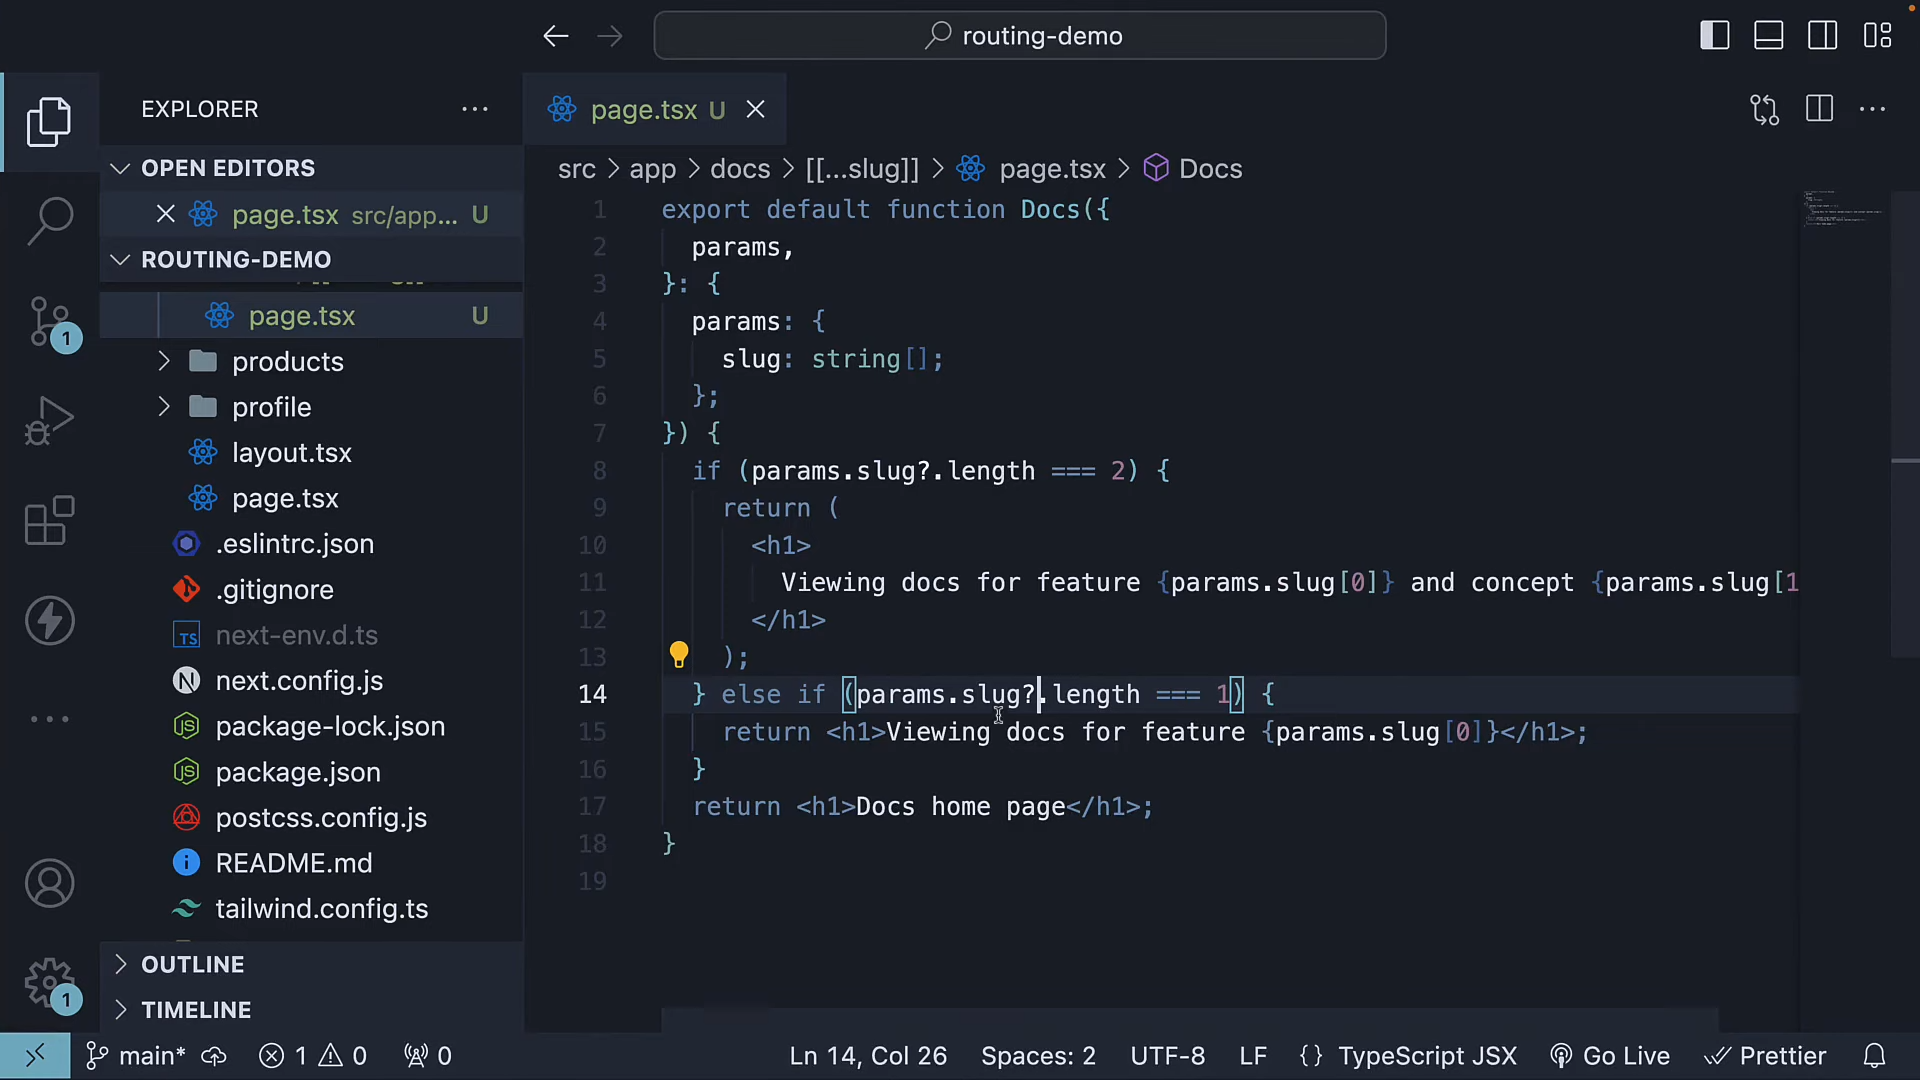 routing-demo
EXPLORER
page.tsx U
OPEN EDITORS
page.tsx src/app... U
ROUTING-DEMO
page.tsx U
products
profile
layout.tsx
page.tsx
.eslintrc.json
.gitignore
TS next-env.d.ts
N next.config.js
JS package-lock.json
JS package.json
postcss.config.js
README.md
tailwind.config.ts
OUTLINE
TIMELINE
1
1
src > app > docs > [[...slug]] > page.tsx > Docs
1 export default function Docs({
2 params,
3 }: {
4 params: {
5 slug: string[];
6 };
7 }) {
8 if (params.slug?.length === 2) {
9 return (
10 <h1>
11 Viewing docs for feature {params.slug[0]} and concept {params.slug[1
12 </h1>
13 );
14 } else if (params.slug?.length === 1) {
15 return <h1>Viewing docs for feature {params.slug[0]}</h1>;
16 }
17 return <h1>Docs home page</h1>;
18 }
19
main* 1 0 0 Ln 14, Col 26 Spaces: 2 UTF-8 LF {} TypeScript JSX Go Live Prettier